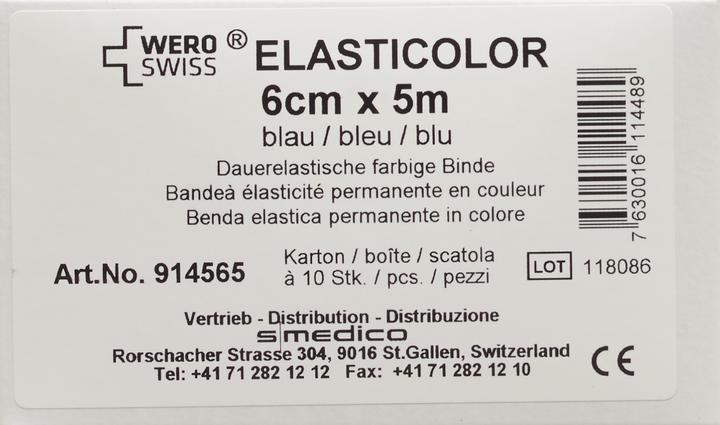 WERO SWISS ® ELASTICOLOR
6cm x 5m
blau / bleu / blu
Dauerelastische farbige Binde
Bandeà élasticité permanente en couleur
Benda elastica permanente in colore
7 630016 114489
Art.No. 914565
Karton / boîte / scatola
à 10 Stk. / pcs. / pezzi
LOT 118086
Vertrieb - Distribution - Distribuzione
smedico
Rorschacher Strasse 304, 9016 St.Gallen, Switzerland
Tel: +41 71 282 12 12 Fax: +41 71 282 12 10
CE